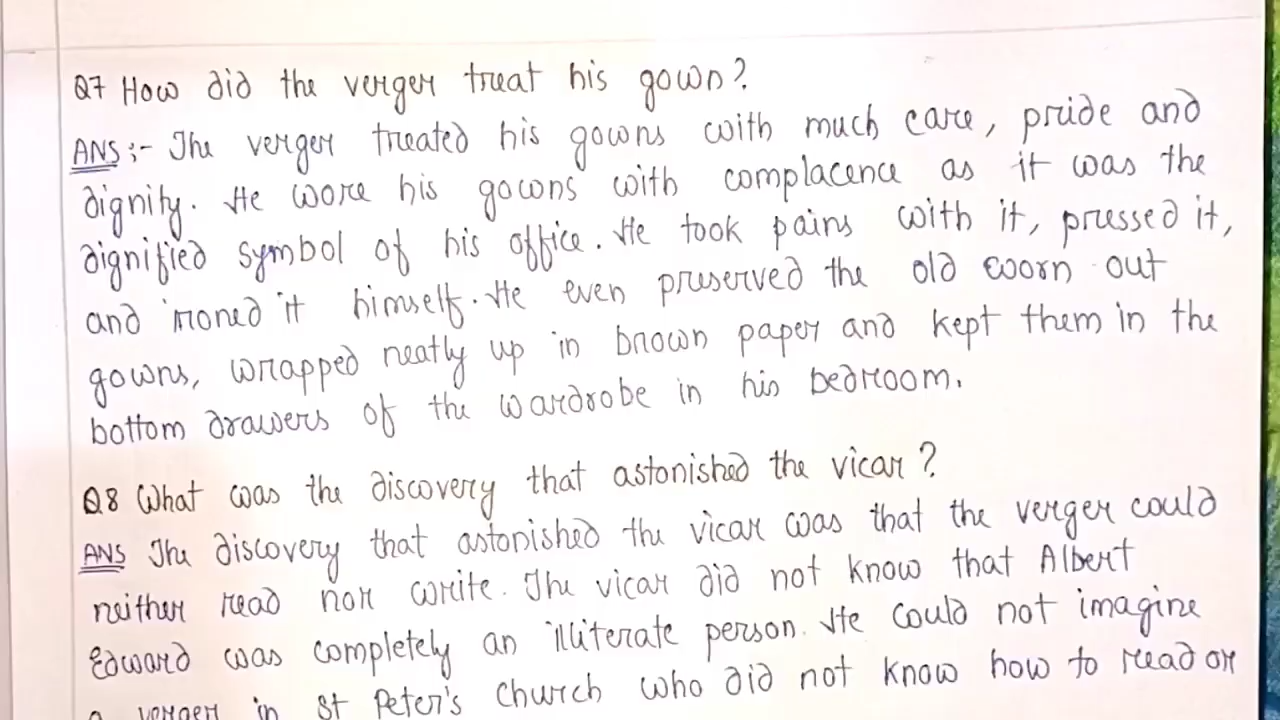 Q7 How did the verger treat his gown?
ANS :- The verger treated his gowns with much care, pride and
dignity. He wore his gowns with complacence as it was the
dignified symbol of his office. He took pains with it, pressed it,
and ironed it himself. He even preserved the old worn out
gowns, wrapped neatly up in brown paper and kept them in the
bottom drawers of the wardrobe in his bedroom.
Q8 What was the discovery that astonished the vicar?
ANS The discovery that astonished the vicar was that the verger could
neither read nor write. The vicar did not know that Albert
Edward was completely an illiterate person. He could not imagine
a verger in St Peter's Church who did not know how to read or